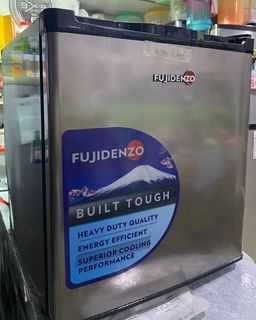 FUJIDENZO
FUJIDENZO
BUILT TOUGH
HEAVY DUTY QUALITY
ENERGY EFFICIENT
SUPERIOR COOLING
PERFORMANCE